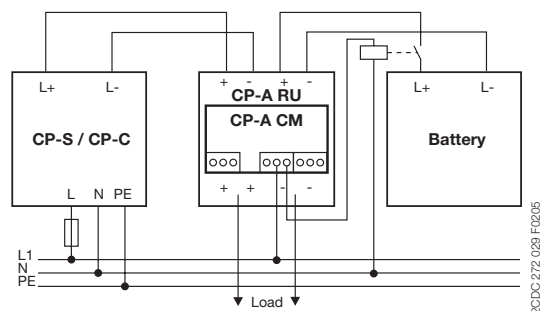 L+ L- + - + - L+ L-
CP-A RU
CP-S / CP-C
CP-A CM
Battery
L N PE + + - -
L1
N
PE
Load
2CDC 272 029 F0205